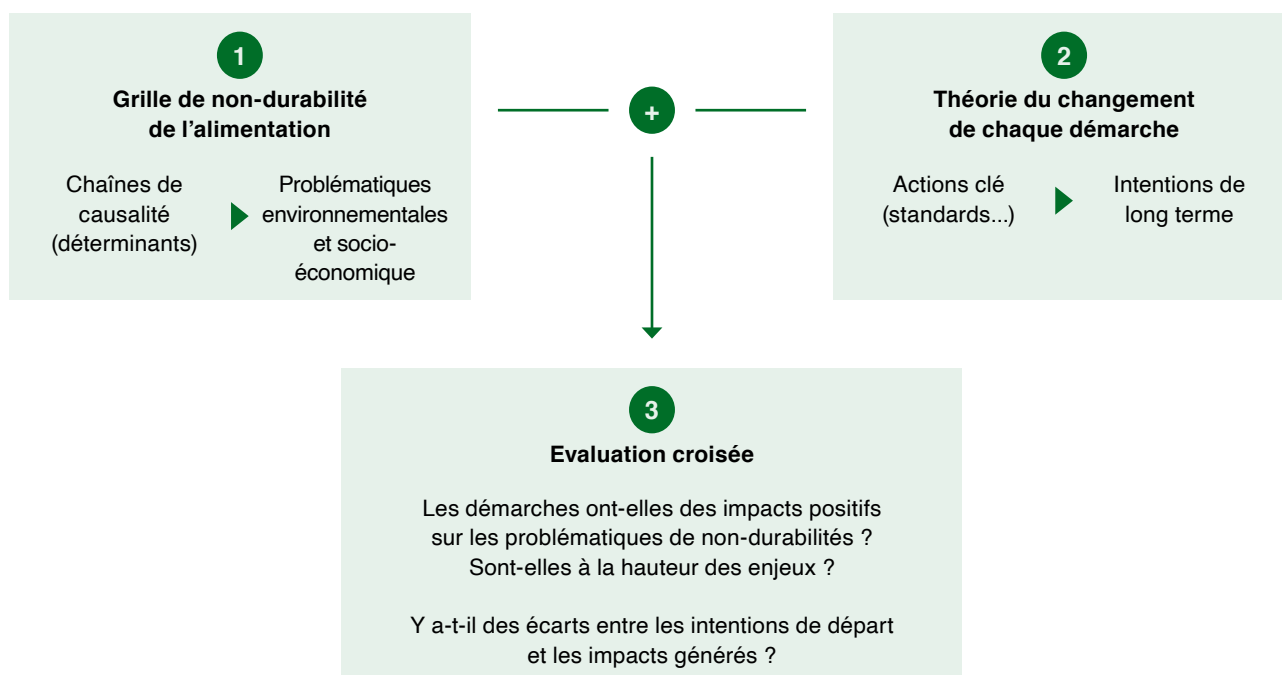 1
Grille de non-durabilité
de l’alimentation
Chaînes de
causalité
(déterminants)
Problématiques
environnementales
et socio-
économique
+
2
Théorie du changement
de chaque démarche
Actions clé
(standards...)
Intentions de
long terme
3
Evaluation croisée
Les démarches ont-elles des impacts positifs
sur les problématiques de non-durabilités ?
Sont-elles à la hauteur des enjeux ?
Y a-t-il des écarts entre les intentions de départ
et les impacts générés ?